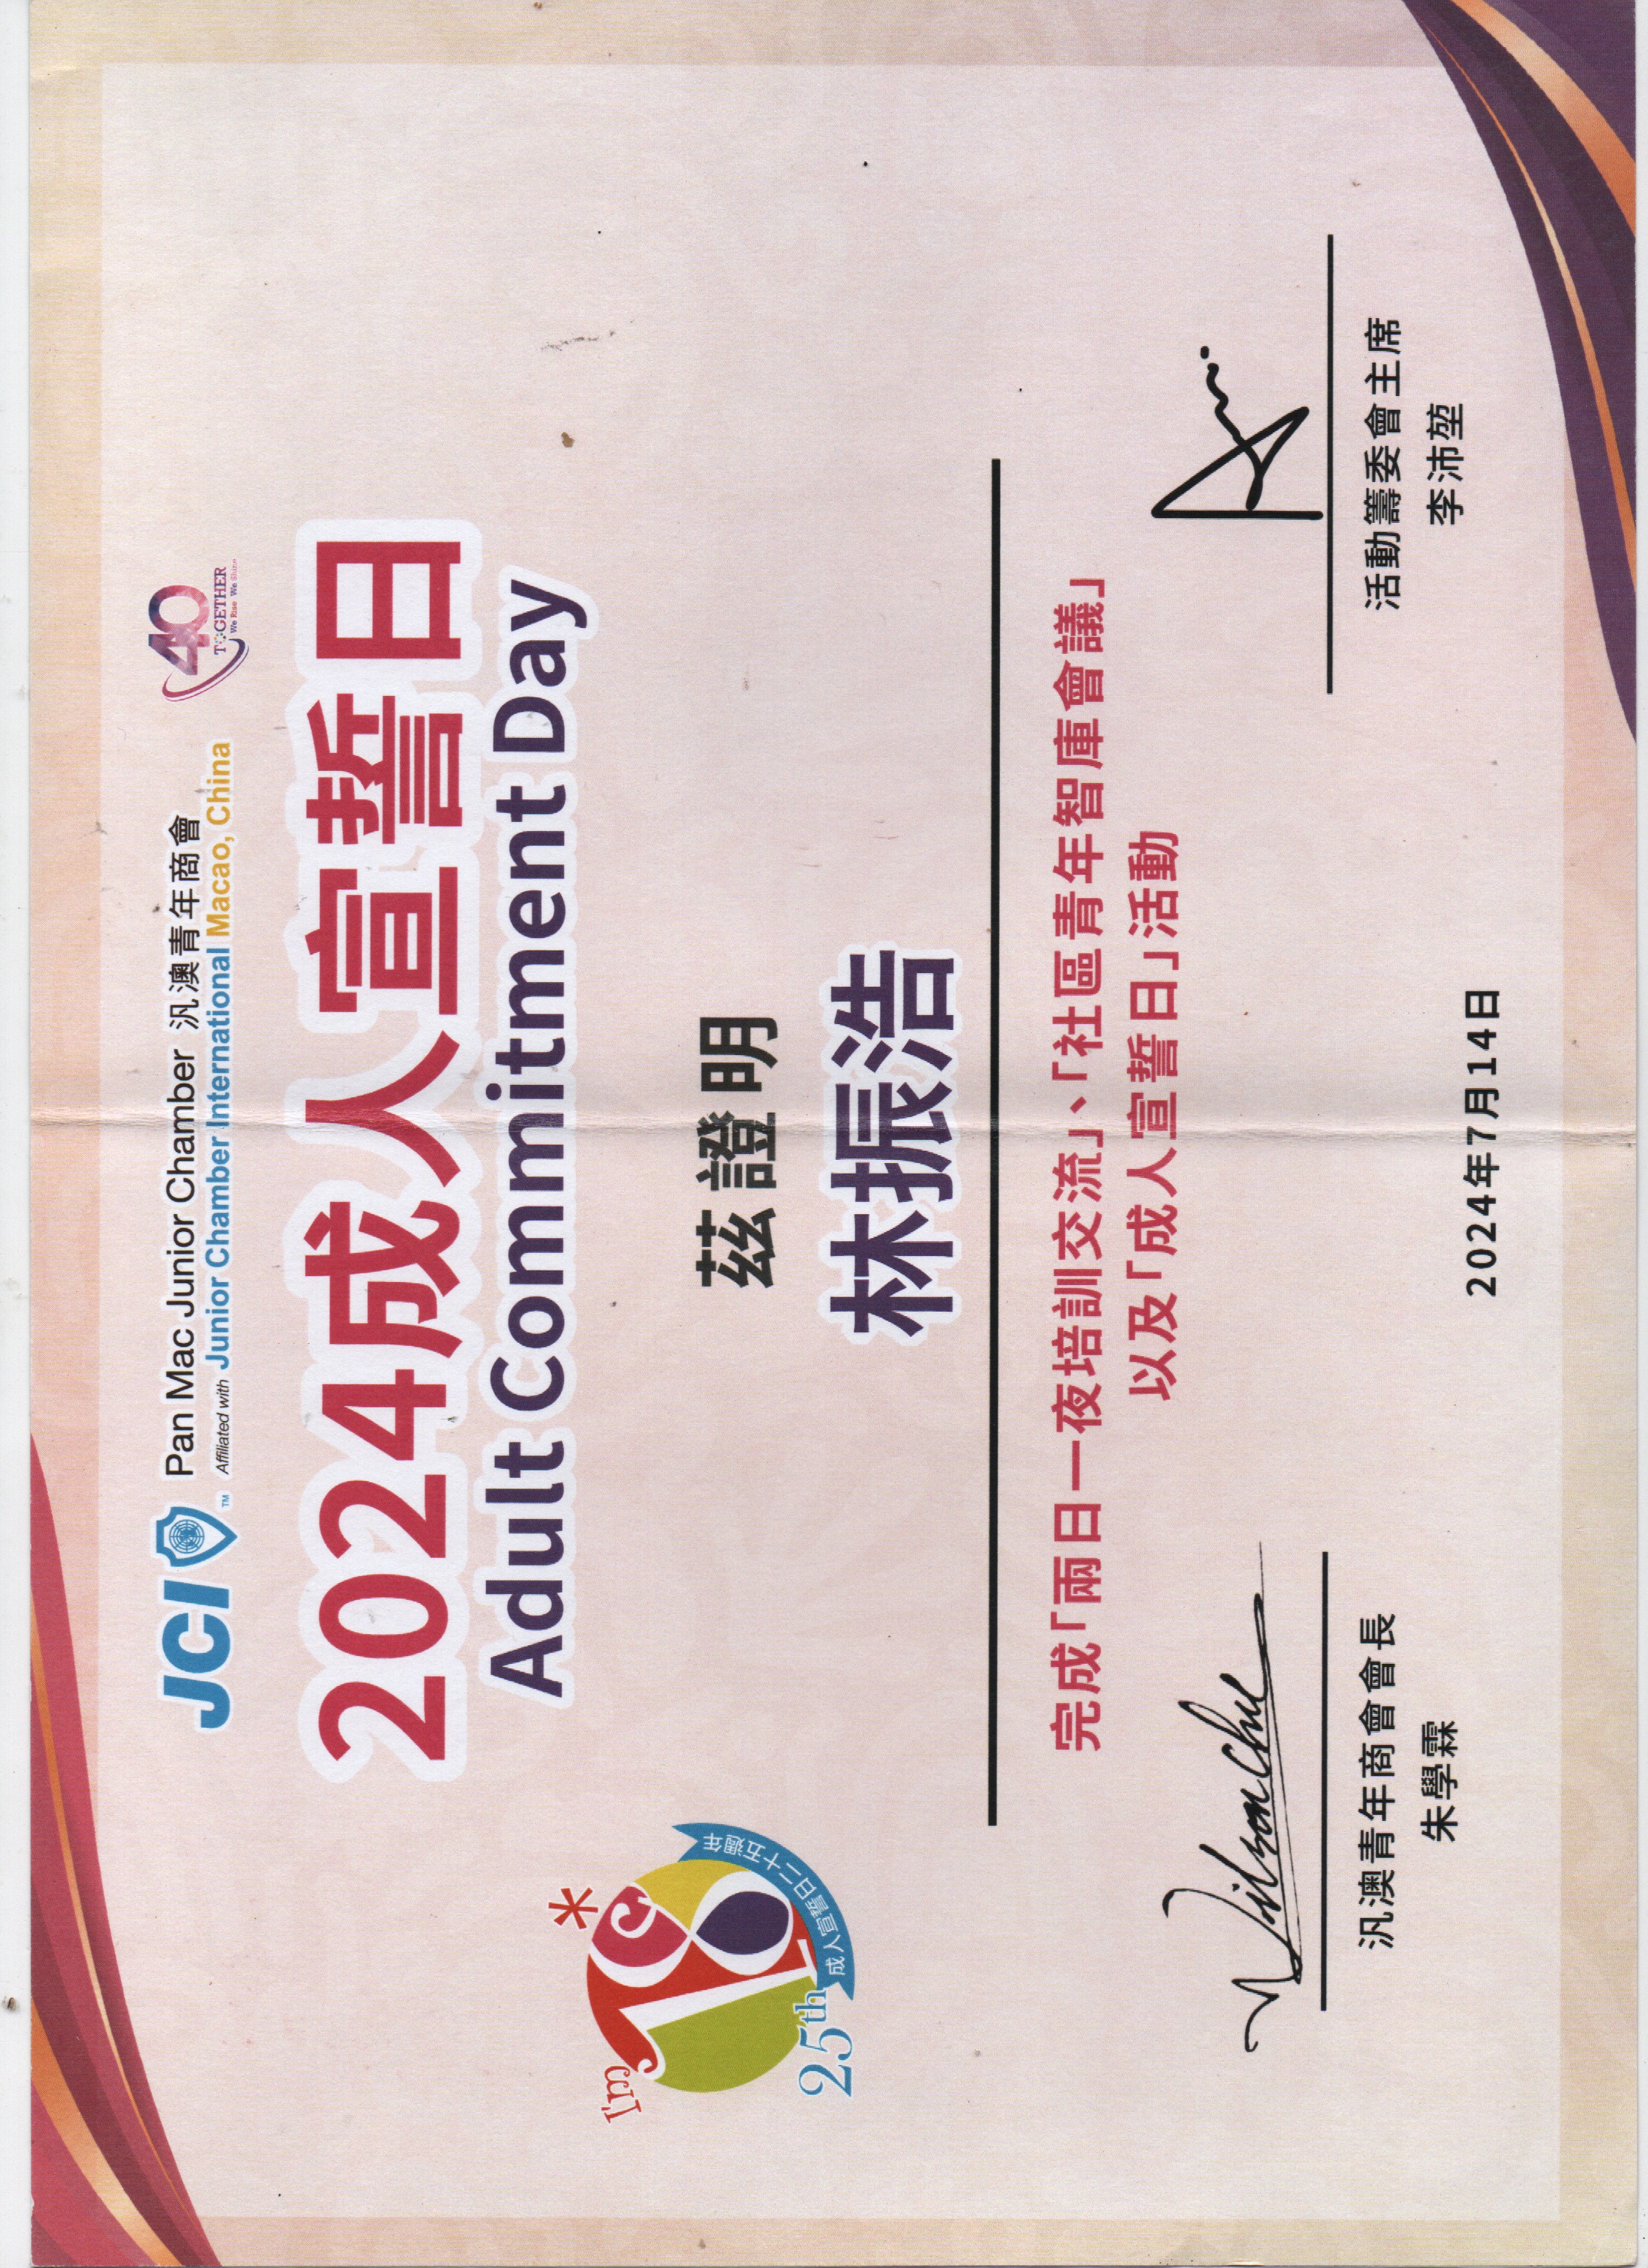 JCI TM Pan Mac Junior Chamber 汎澳青年商會
Affiliated with Junior Chamber International Macao, China
40
TOGETHER
We Rise We Shine
2024成人宣誓日
Adult Commitment Day
I'm
18*
25th
成人宣誓日二十五週年
茲證明
林振浩
完成「兩日一夜培訓交流」、「社區青年智庫會議」
以及「成人宣誓日」活動
Wilson Chu
汎澳青年商會會長
朱學霖
活動籌委會主席
李沛堃
2024年7月14日